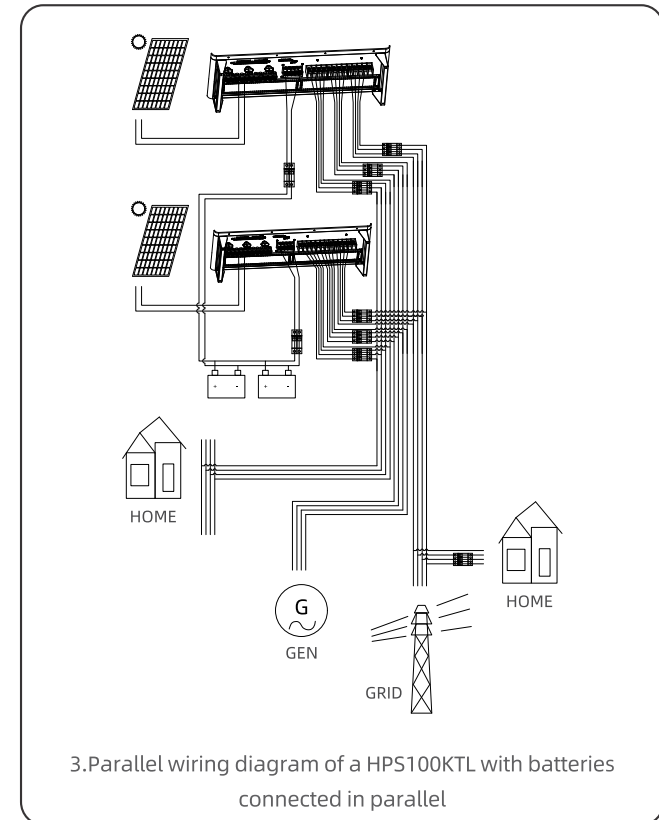 HOME
G
GEN
HOME
GRID
3.Parallel wiring diagram of a HPS100KTL with batteries
connected in parallel